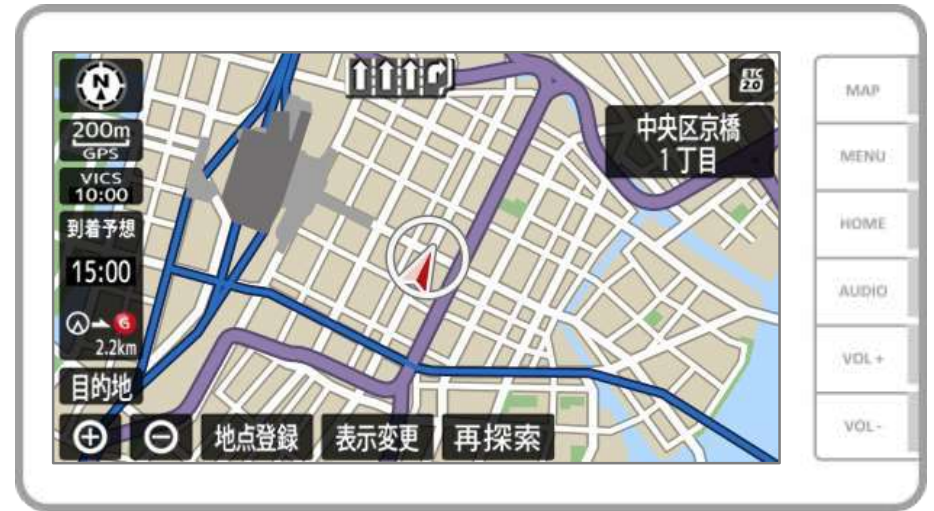 N
200m
GPS
VICS
10:00
到着予想
15:00
G
2.2km
目的地
地点登録
表示変更
再探索
ETC
2.0
中央区京橋
1丁目
MAP
MENU
HOME
AUDIO
VOL +
VOL -